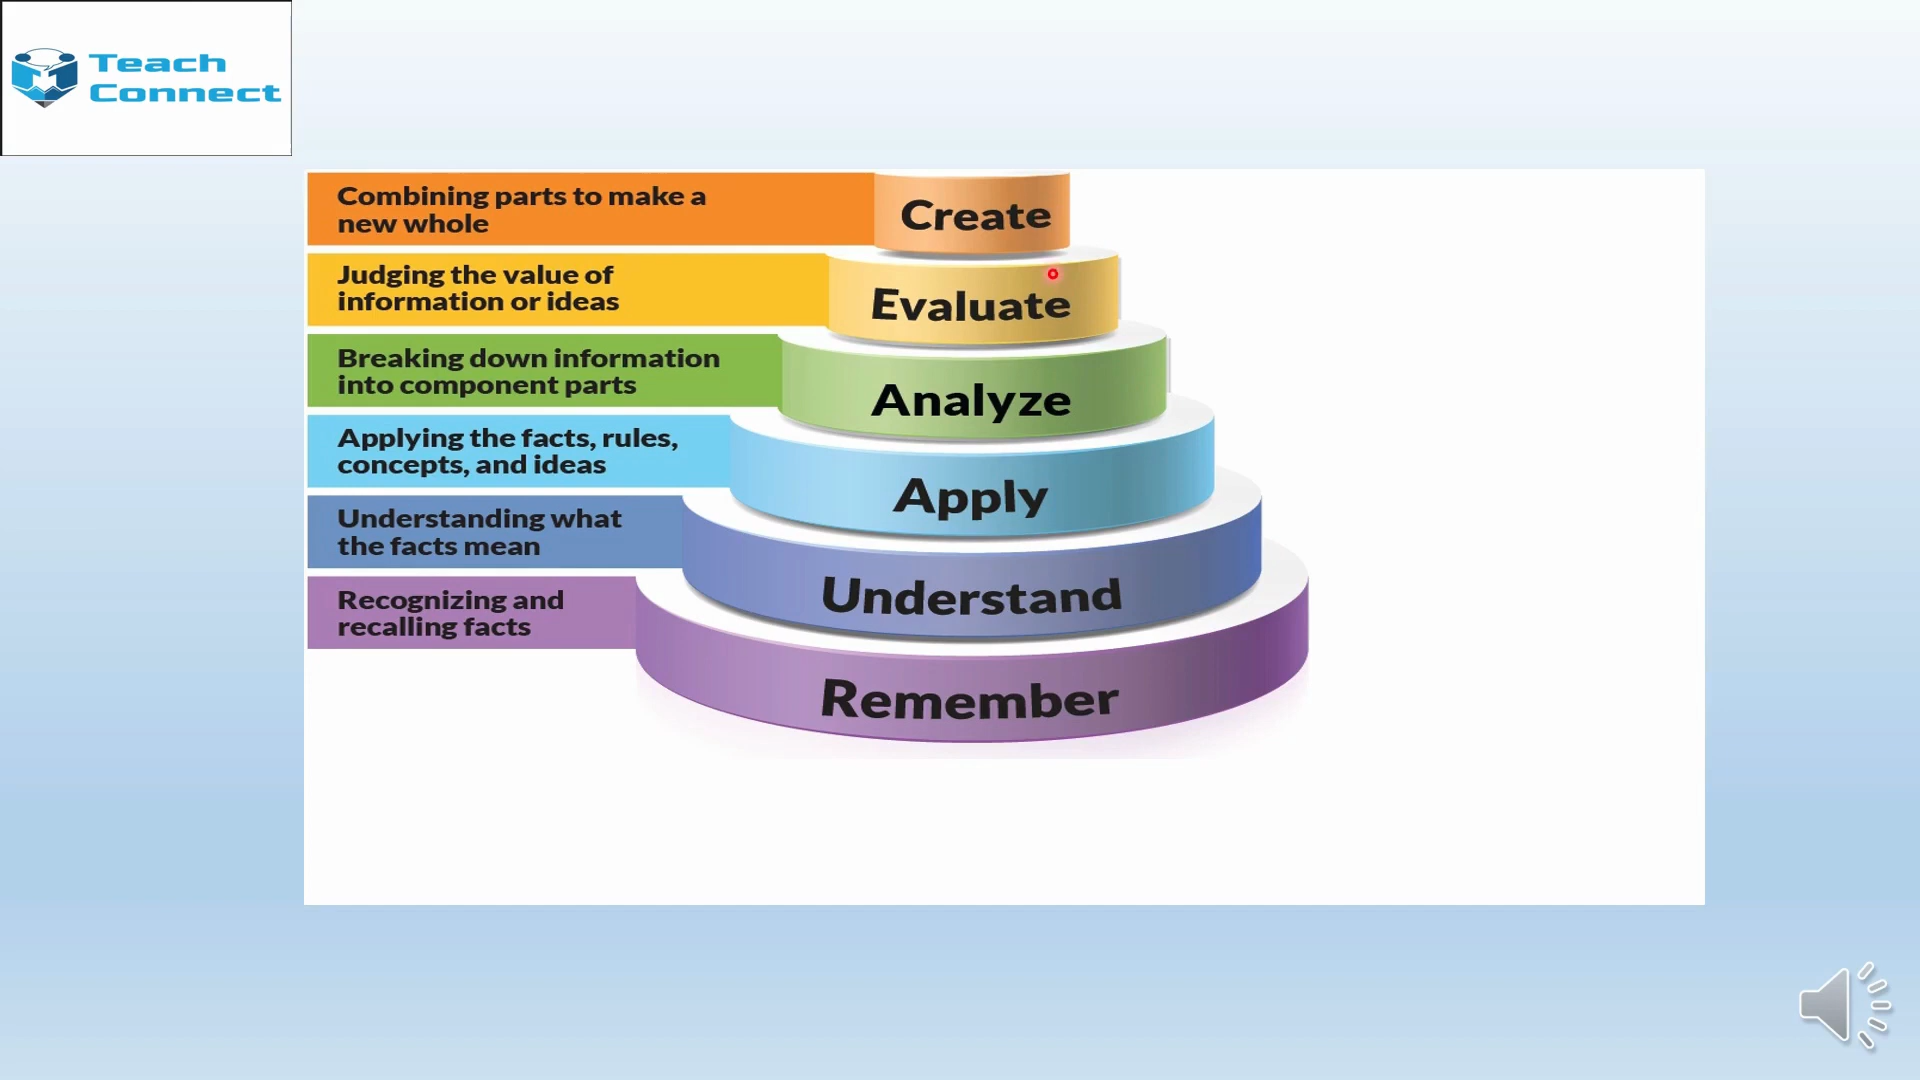 Teach
Connect
Combining parts to make a
new whole
Create
Judging the value of
information or ideas
Evaluate
Breaking down information
into component parts
Analyze
Applying the facts, rules,
concepts, and ideas
Apply
Understanding what
the facts mean
Understand
Recognizing and
recalling facts
Remember